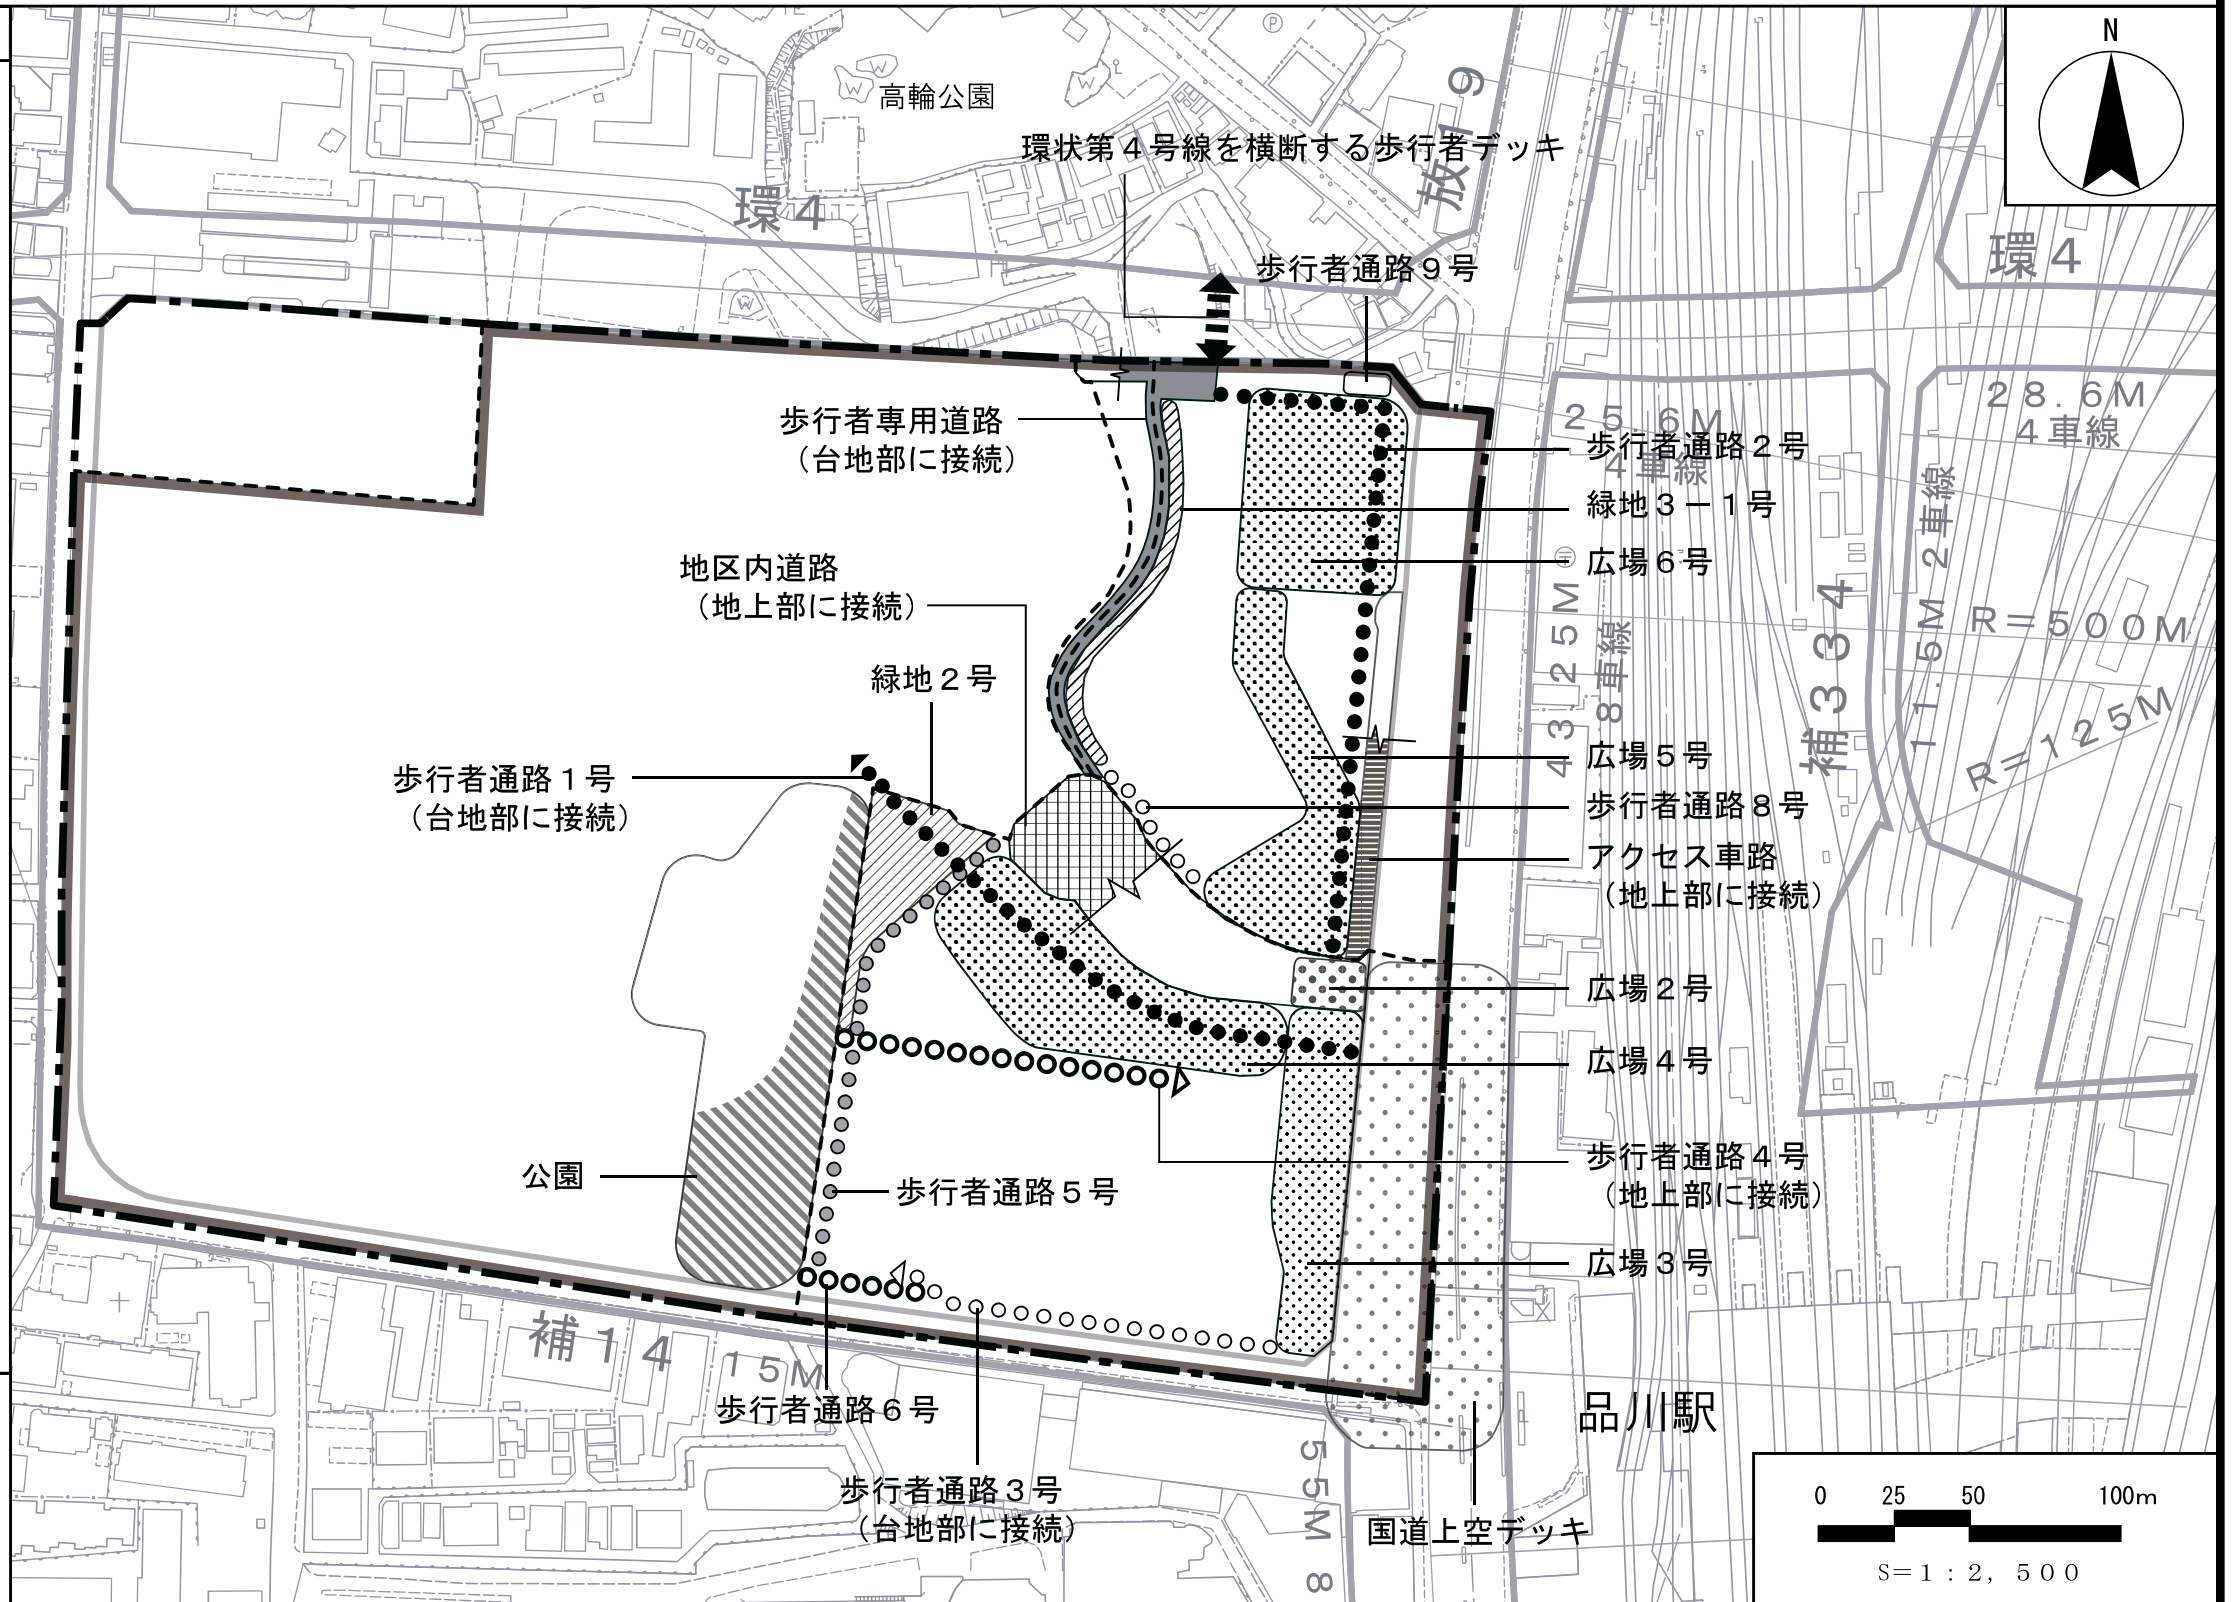 N
Ⓟ
高輪公園
放１９
環状第４号線を横断する歩行者デッキ
環４
環４
歩行者通路９号
２８．６Ｍ
４車線
２５．６Ｍ
４車線
歩行者専用道路
（台地部に接続）
歩行者通路２号
緑地３－１号
１１．５Ｍ２車線
地区内道路
（地上部に接続）
広場６号
４３．２５Ｍ
８車線
補３３４
Ｒ＝５００Ｍ
緑地２号
Ｒ＝１２５Ｍ
歩行者通路１号
（台地部に接続）
広場５号
歩行者通路８号
アクセス車路
（地上部に接続）
広場２号
広場４号
公園
歩行者通路５号
歩行者通路４号
（地上部に接続）
広場３号
補１４
１５Ｍ
歩行者通路６号
品川駅
歩行者通路３号
（台地部に接続）
５５Ｍ８
国道上空デッキ
0 25 50 100m
S=１：２，５００